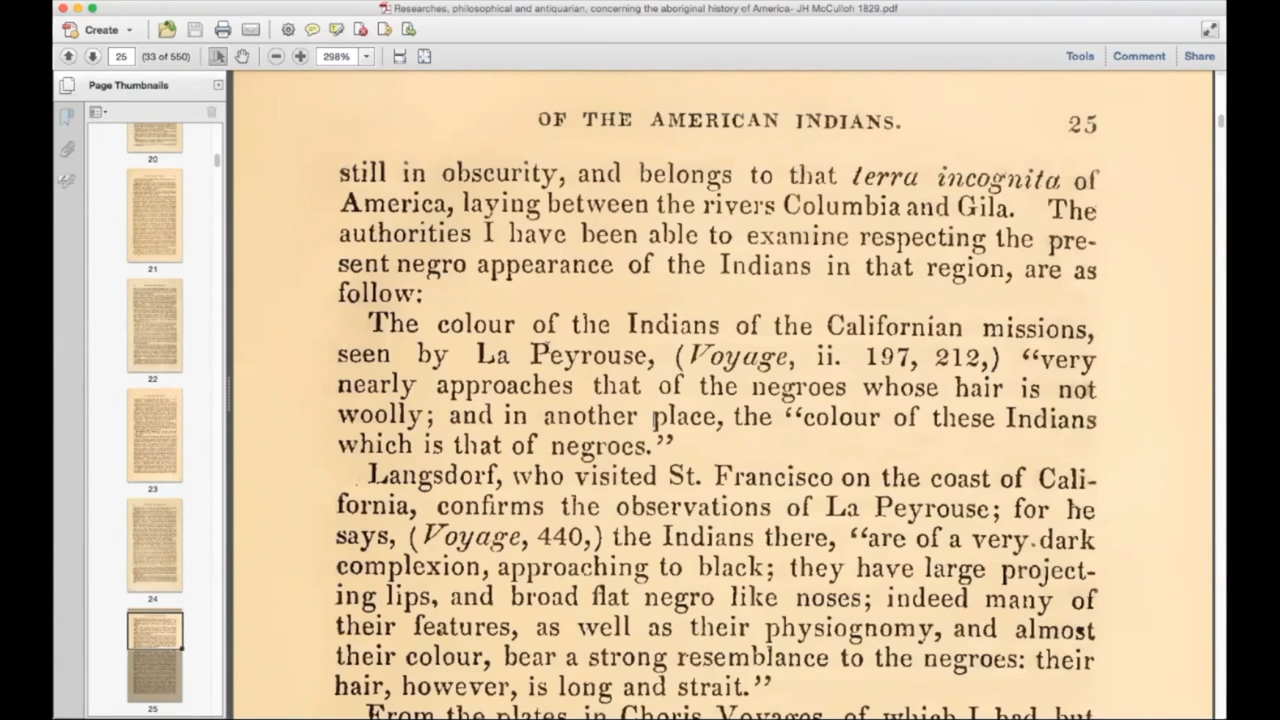 Researches, philosophical and antiquarian, concerning the aboriginal history of America- JH McCulloh 1829.pdf
Create
25 (33 of 550) 298% Tools Comment Share
Page Thumbnails
20
21
22
23
24
25
OF THE AMERICAN INDIANS. 25
still in obscurity, and belongs to that terra incognita of
America, laying between the rivers Columbia and Gila. The
authorities I have been able to examine respecting the pre-
sent negro appearance of the Indians in that region, are as
follow:
The colour of the Indians of the Californian missions,
seen by La Peyrouse, (Voyage, ii. 197, 212,) “very
nearly approaches that of the negroes whose hair is not
woolly; and in another place, the “colour of these Indians
which is that of negroes.”
Langsdorf, who visited St. Francisco on the coast of Cali-
fornia, confirms the observations of La Peyrouse; for he
says, (Voyage, 440,) the Indians there, “are of a very dark
complexion, approaching to black; they have large project-
ing lips, and broad flat negro like noses; indeed many of
their features, as well as their physiognomy, and almost
their colour, bear a strong resemblance to the negroes: their
hair, however, is long and strait.”
From the plates in Choris Voyages, of which I had but